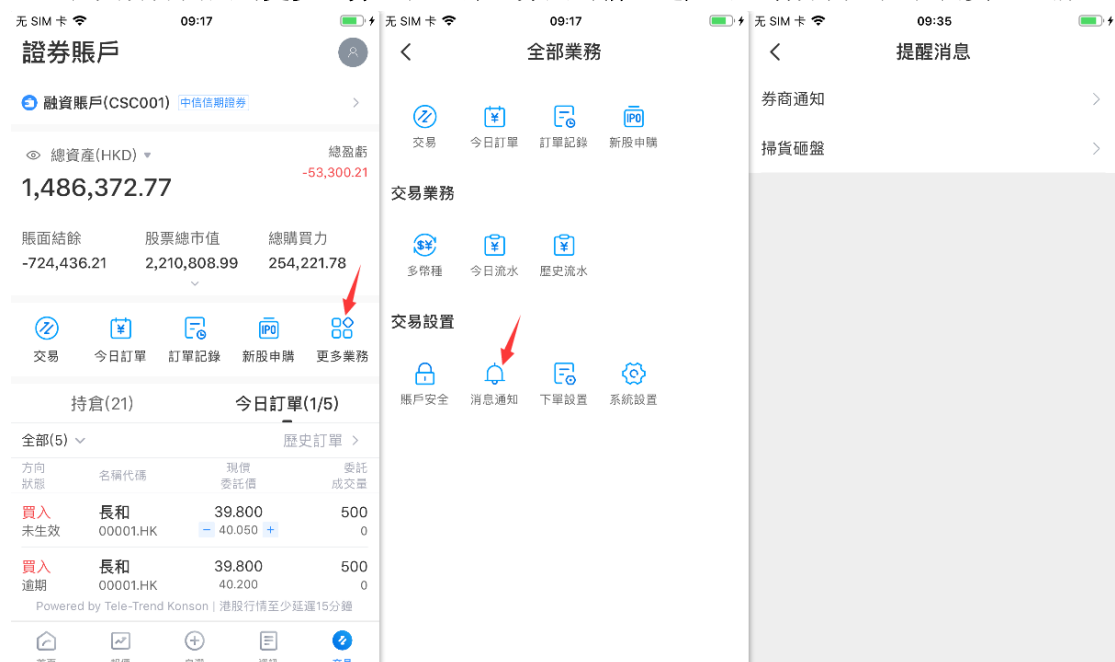 无 SIM 卡 09:17
證券賬戶
融資賬戶(CSC001) 中信信期證券
總資產(HKD) 總盈虧
1,486,372.77 -53,300.21
賬面結餘 股票總市值 總購買力
-724,436.21 2,210,808.99 254,221.78
交易 今日訂單 訂單記錄 新股申購 更多業務
持倉(21) 今日訂單(1/5)
全部(5) 歷史訂單
方向 名稱代碼 現價 委託
狀態 委託價 成交量
買入 長和 39.800 500
未生效 00001.HK − 40.050 + 0
買入 長和 39.800 500
逾期 00001.HK 40.200 0
Powered by Tele-Trend Konson | 港股行情至少延遲15分鐘
无 SIM 卡 09:17
全部業務
交易 今日訂單 訂單記錄 新股申購
交易業務
多幣種 今日流水 歷史流水
交易設置
賬戶安全 消息通知 下單設置 系統設置
无 SIM 卡 09:35
提醒消息
券商通知
掃貨砸盤